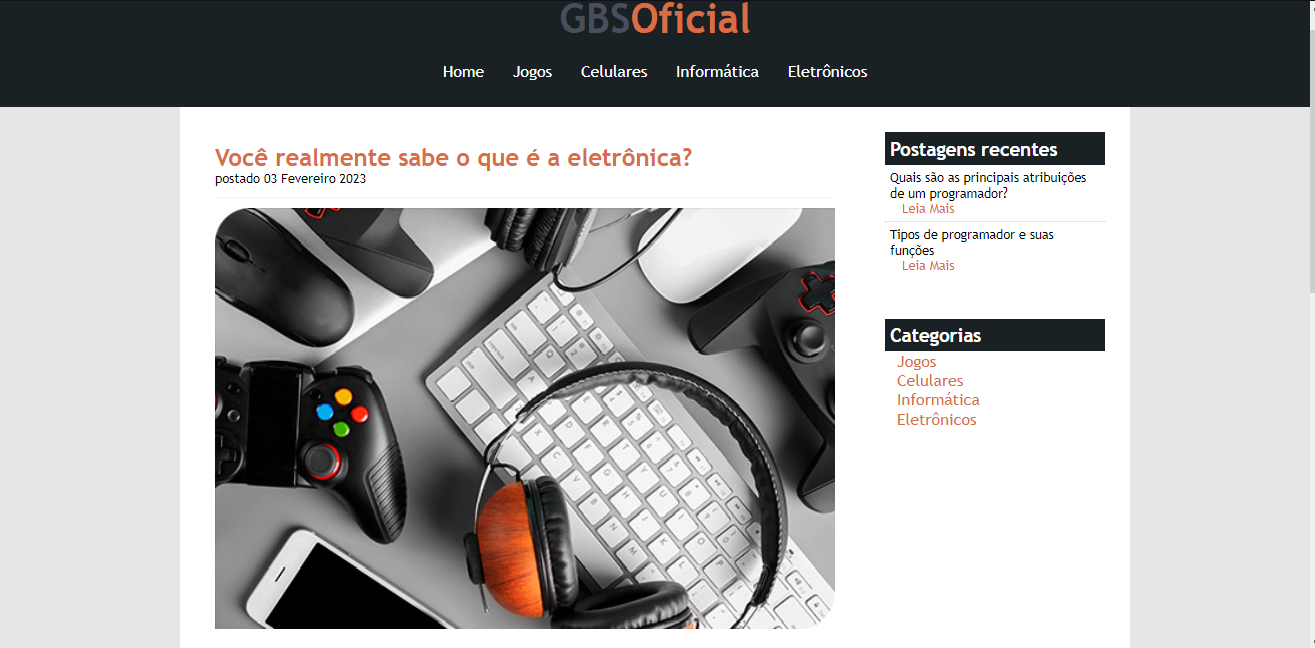 GBSOficial
Home Jogos Celulares Informática Eletrônicos
Você realmente sabe o que é a eletrônica?
postado 03 Fevereiro 2023
Postagens recentes
Quais são as principais atribuições
de um programador?
Leia Mais
Tipos de programador e suas
funções
Leia Mais
Categorias
Jogos
Celulares
Informática
Eletrônicos